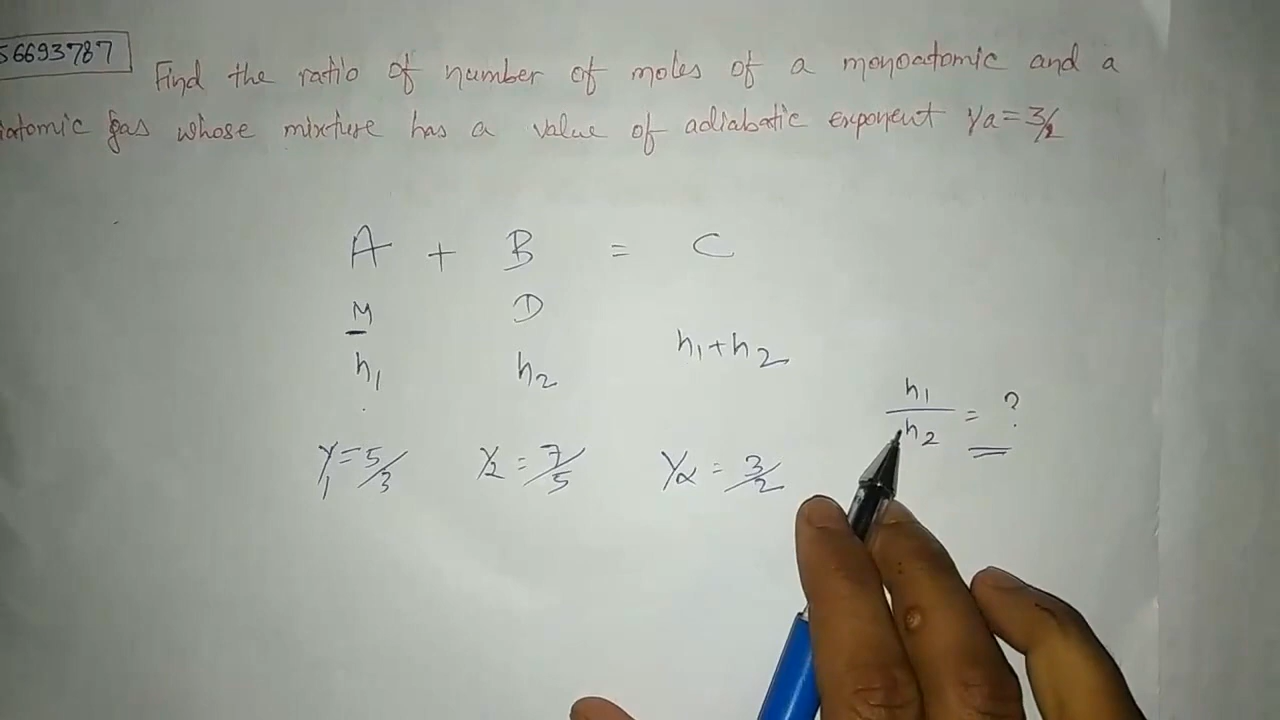 56693787
Find the ratio of number of moles of a monoatomic and a
iatomic gas whose mixture has a value of adiabatic exponent γa = 3/2
A + B = C
M D
n1 n2 n1+n2
n1/n2 = ?
γ1 = 5/3 γ2 = 7/5 γα = 3/2